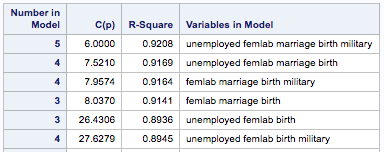 Number in Model C(p) R-Square Variables in Model
5 6.0000 0.9208 unemployed femlab marriage birth military
4 7.5210 0.9169 unemployed femlab marriage birth
4 7.9574 0.9164 femlab marriage birth military
3 8.0370 0.9141 femlab marriage birth
3 26.4306 0.8936 unemployed femlab birth
4 27.6279 0.8945 unemployed femlab birth military